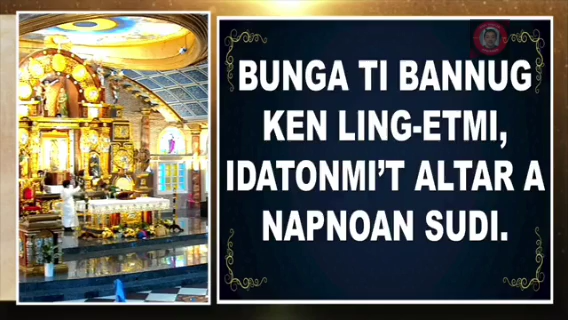 BUNGA TI BANNUG
KEN LING-ETMI,
IDATONMI'T ALTAR A
NAPNOAN SUDI.